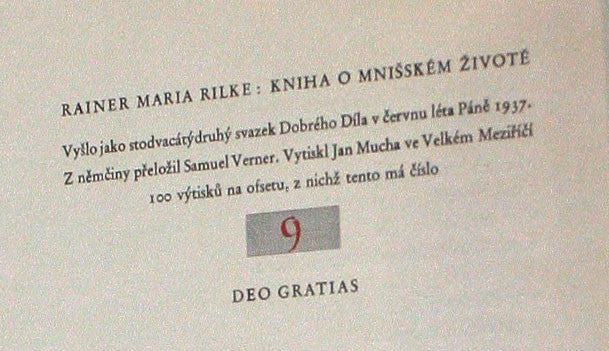 RAINER MARIA RILKE: KNIHA O MNIŠSKÉM ŽIVOTĚ
Vyšlo jako stodvacátýdruhý svazek Dobrého Díla v červnu léta Páně 1937.
Z němčiny přeložil Samuel Verner. Vytiskl Jan Mucha ve Velkém Meziříčí
100 výtisků na ofsetu, z nichž tento má číslo
9
DEO GRATIAS